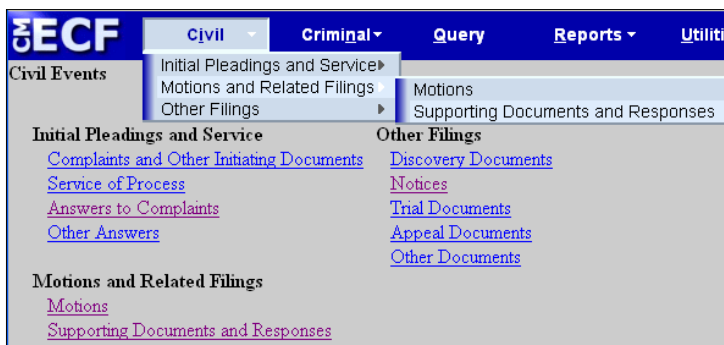 CM ECF Civil Criminal Query Reports Utiliti
Initial Pleadings and Service
Civil Events
Motions and Related Filings Motions
Other Filings Supporting Documents and Responses
Initial Pleadings and Service Other Filings
Complaints and Other Initiating Documents Discovery Documents
Service of Process Notices
Answers to Complaints Trial Documents
Other Answers Appeal Documents
Other Documents
Motions and Related Filings
Motions
Supporting Documents and Responses